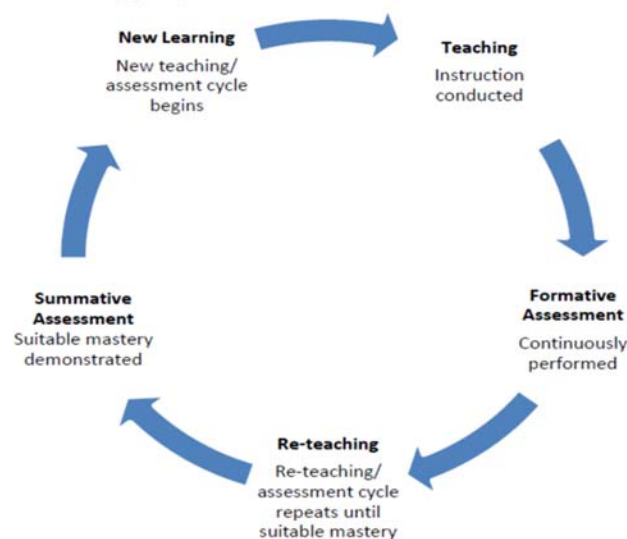 New Learning
New teaching/
assessment cycle
begins
Teaching
Instruction
conducted
Formative
Assessment
Continuously
performed
Re-teaching
Re-teaching/
assessment cycle
repeats until
suitable mastery
Summative
Assessment
Suitable mastery
demonstrated